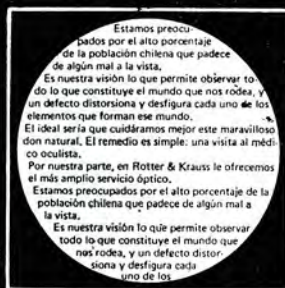 Estamos preocu-
pados por el alto porcentaje
de la población chilena que padece
de algún mal a la vista.
Es nuestra visión lo que permite observar to-
do lo que constituye el mundo que nos rodea, y
un defecto distorsiona y desfigura cada uno de los
elementos que forman ese mundo.
El ideal sería que cuidáramos mejor este maravilloso
don natural. El remedio es simple: una visita al médi-
co oculista.
Por nuestra parte, en Rotter & Krauss le ofrecemos
el más amplio servicio óptico.
Estamos preocupados por el alto porcentaje de la
población chilena que padece de algún mal a
la vista.
Es nuestra visión lo que permite observar
todo lo que constituye el mundo que
nos rodea, y un defecto distor-
siona y desfigura cada
uno de los